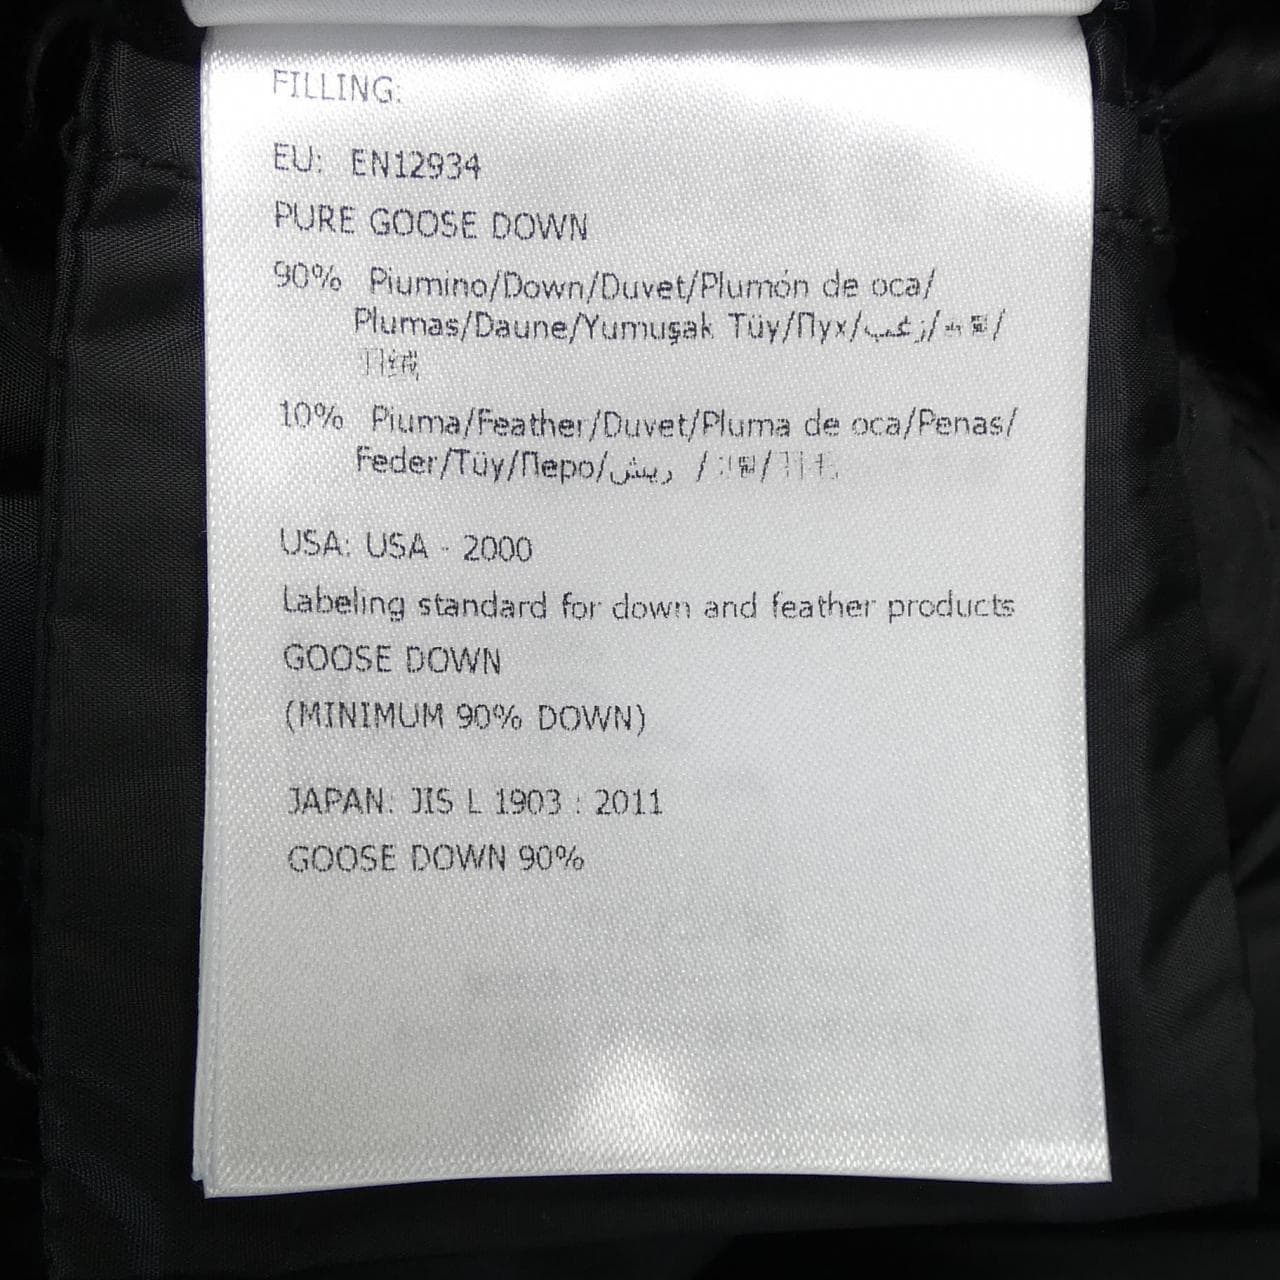 FILLING:
EU: EN12934
PURE GOOSE DOWN
90% Piumino/Down/Duvet/Plumón de oca/
Plumas/Daune/Yumuşak Tüy/Пух/زغب/
10% Piuma/Feather/Duvet/Pluma de oca/Penas/
Feder/Tüy/Перо/ريش /
USA: USA - 2000
Labeling standard for down and feather products
GOOSE DOWN
(MINIMUM 90% DOWN)
JAPAN: JIS L 1903 : 2011
GOOSE DOWN 90%